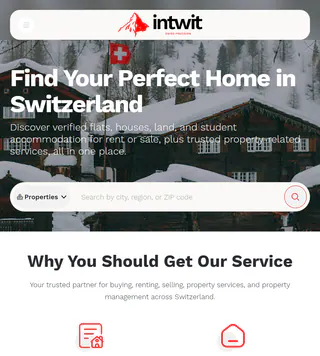 intwit
Find Your Perfect Home in
Switzerland
Discover verified flats, houses, land, and student
accommodation for rent or sale, plus trusted property-related
services, all in one place.
Properties
Search by city, region, or ZIP code
Why You Should Get Our Service
Your trusted partner for buying, renting, selling, property services, and property
management across Switzerland.